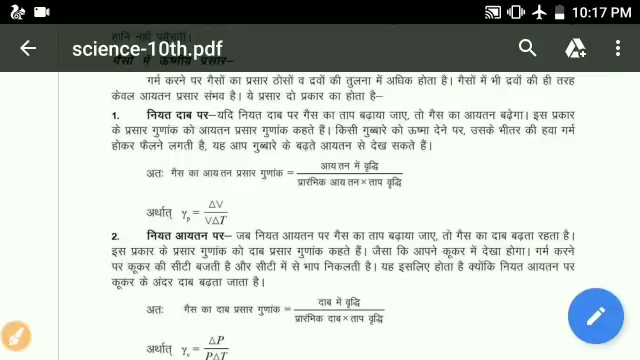 10:17 PM
science-10th.pdf
हानि नहीं पहुँचती।
गैसों में ऊष्मीय प्रसार-
गर्म करने पर गैसों का प्रसार ठोसों व द्रवों की तुलना में अधिक होता है। गैसों में भी द्रवों की ही तरह
केवल आयतन प्रसार संभव है। ये प्रसार दो प्रकार का होता है–
1. नियत दाब पर– यदि नियत दाब पर गैस का ताप बढ़ाया जाए, तो गैस का आयतन बढ़ेगा। इस प्रकार
के प्रसार गुणांक को आयतन प्रसार गुणांक कहते हैं। किसी गुब्बारे को ऊष्मा देने पर, उसके भीतर की हवा गर्म
होकर फैलने लगती है, यह आप गुब्बारे के बढ़ते आयतन से देख सकते हैं।
अतः गैस का आयतन प्रसार गुणांक = आयतन में वृद्धि / प्रारंभिक आयतन × ताप वृद्धि
अर्थात् γp = ΔV / VΔT
2. नियत आयतन पर– जब नियत आयतन पर गैस का ताप बढ़ाया जाए, तो गैस का दाब बढ़ता रहता है।
इस प्रकार के प्रसार गुणांक को दाब प्रसार गुणांक कहते हैं। जैसा कि आपने कूकर में देखा होगा। गर्म करने
पर कूकर की सीटी बजती है और सीटी में से भाप निकलती है। यह इसलिए होता है क्योंकि नियत आयतन पर
कूकर के अंदर दाब बढ़ता जाता है।
अतः गैस का दाब प्रसार गुणांक = दाब में वृद्धि / प्रारंभिक दाब × ताप वृद्धि
अर्थात् γv = ΔP / PΔT